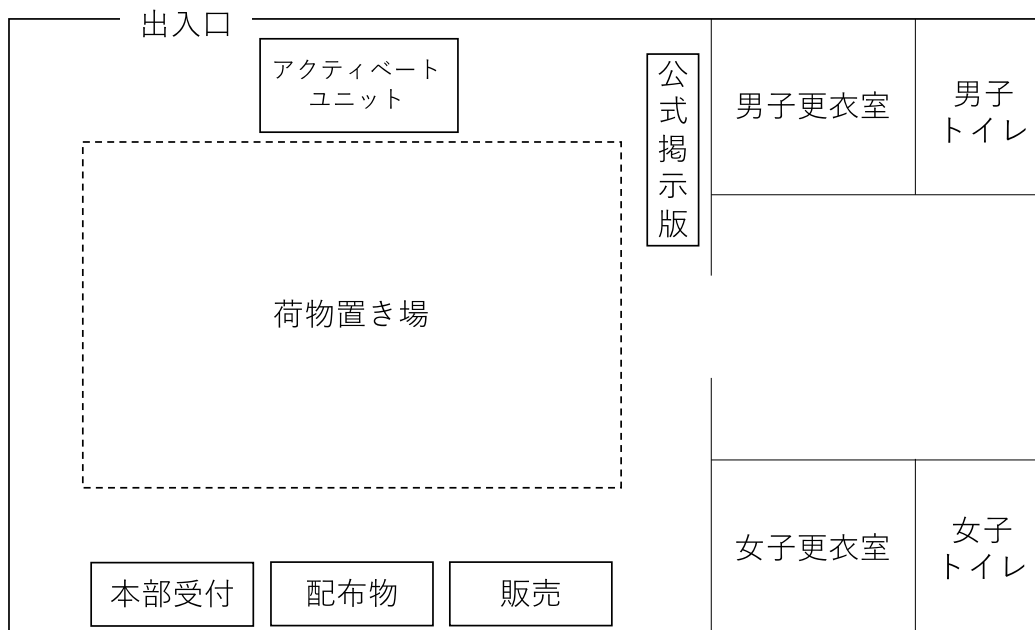 出入口
アクティベート
ユニット
公式掲示版
男子更衣室
男子
トイレ
荷物置き場
女子更衣室
女子
トイレ
本部受付
配布物
販売